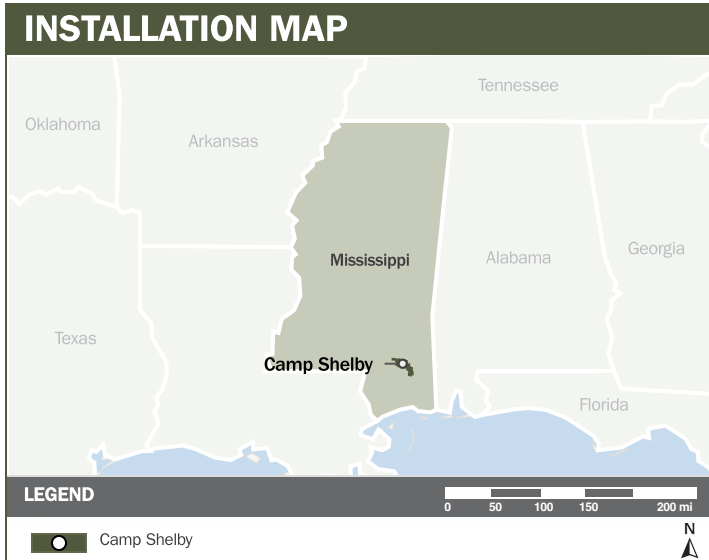 INSTALLATION MAP
Tennessee
Oklahoma
Arkansas
Mississippi
Alabama
Georgia
Texas
Camp Shelby
Florida
LEGEND
0 50 100 150 200 mi
Camp Shelby
N